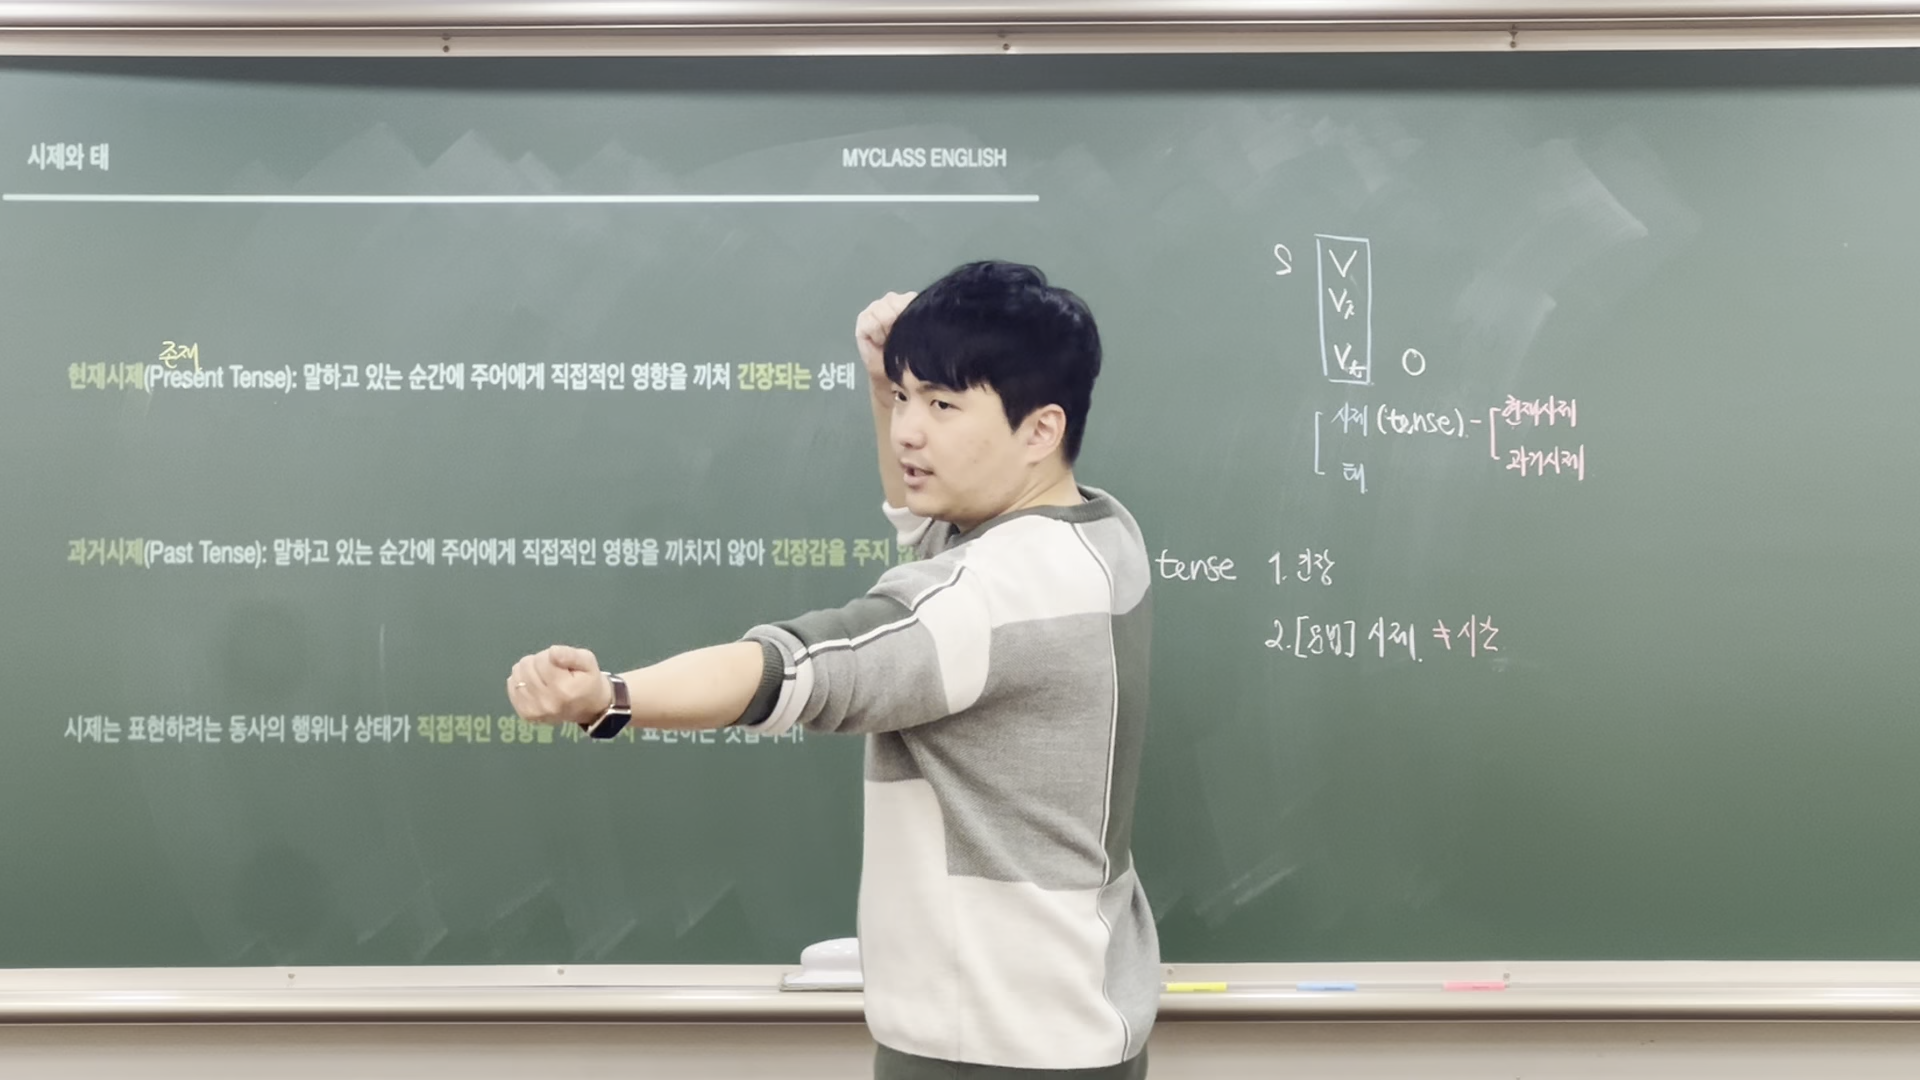 시제와 태
MYCLASS ENGLISH
존재
현재시제(Present Tense): 말하고 있는 순간에 주어에게 직접적인 영향을 끼쳐 긴장되는 상태
과거시제(Past Tense): 말하고 있는 순간에 주어에게 직접적인 영향을 끼치지 않아 긴장감을 주지
시제는 표현하려는 동사의 행위나 상태가 직접적인 영향을
S V
V
V O
시제 (tense) - 현재시제
과거시제
태
tense 1. 긴장
2. [문법] 시제 ≠ 시간